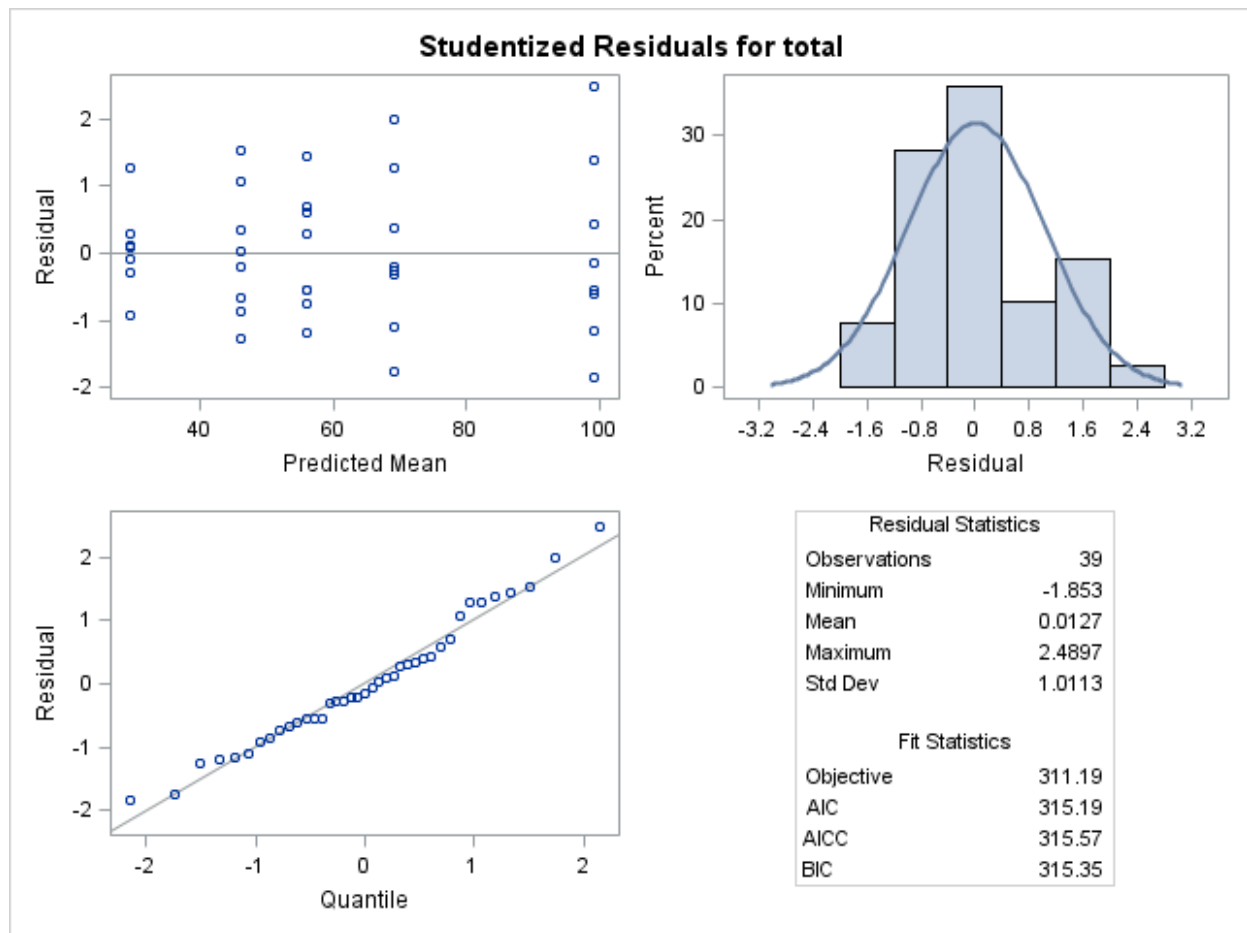 Studentized Residuals for total
2
1
0
-1
-2
Residual
40 60 80 100
Predicted Mean
30
20
10
0
Percent
-3.2 -2.4 -1.6 -0.8 0 0.8 1.6 2.4 3.2
Residual
2
1
0
-1
-2
Residual
-2 -1 0 1 2
Quantile
Residual Statistics
Observations 39
Minimum -1.853
Mean 0.0127
Maximum 2.4897
Std Dev 1.0113
Fit Statistics
Objective 311.19
AIC 315.19
AICC 315.57
BIC 315.35